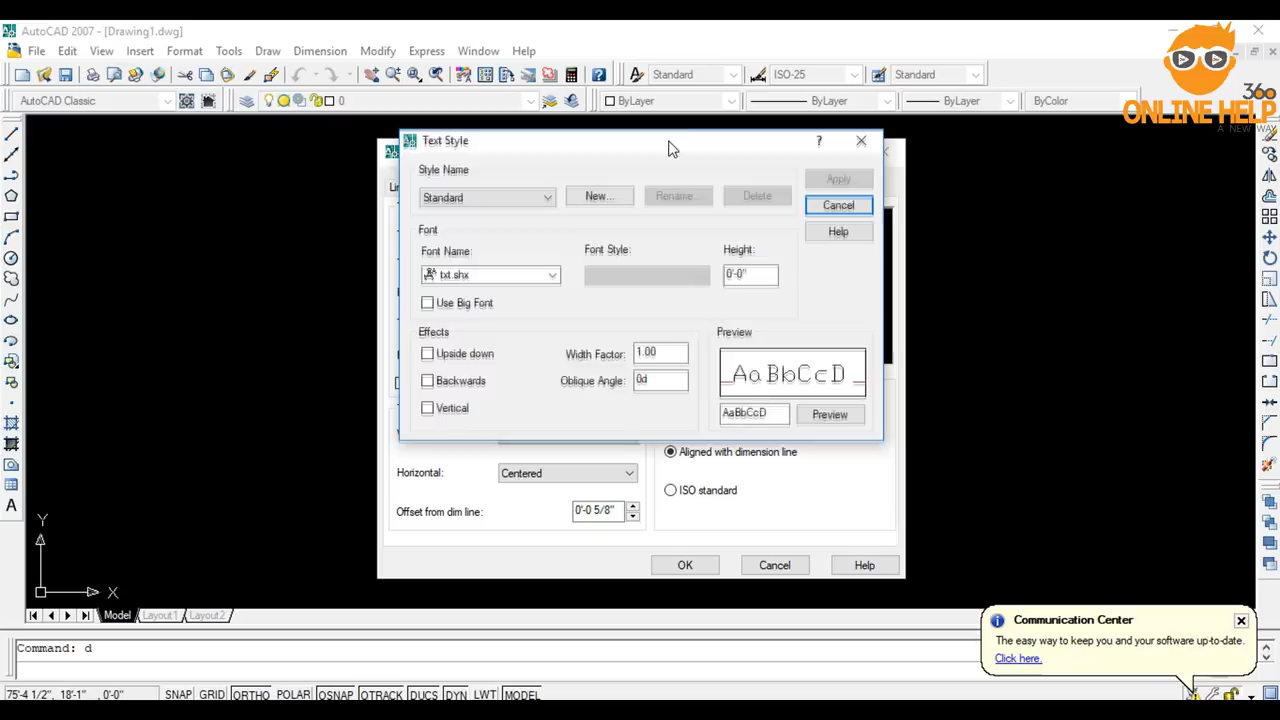 AutoCAD 2007 - [Drawing1.dwg]
File Edit View Insert Format Tools Draw Dimension Modify Express Window Help
Standard ISO-25 Standard
AutoCAD Classic 0 ByLayer ByLayer ByLayer ByColor
360
ONLINE HELP
A NEW WAY
Text Style
Style Name
Standard New... Rename... Delete Apply
Cancel
Help
Font
Font Name: Font Style: Height:
txt.shx 0'-0"
Use Big Font
Effects Preview
Upside down Width Factor: 1.00
AaBbCcD
Backwards Oblique Angle: 0d
Vertical AaBbCcD Preview
Aligned with dimension line
Horizontal: Centered
ISO standard
Offset from dim line: 0'-0 5/8"
OK Cancel Help
Y
X
Model Layout1 Layout2
Communication Center
The easy way to keep you and your software up-to-date.
Click here.
Command: d
75'-4 1/2", 18'-1" , 0'-0" SNAP GRID ORTHO POLAR OSNAP OTRACK DUCS DYN LWT MODEL